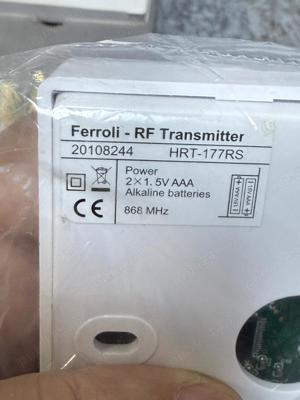 Ferroli - RF Transmitter
20108244 HRT-177RS
Power
2×1.5V AAA
Alkaline batteries
868 MHz
CE